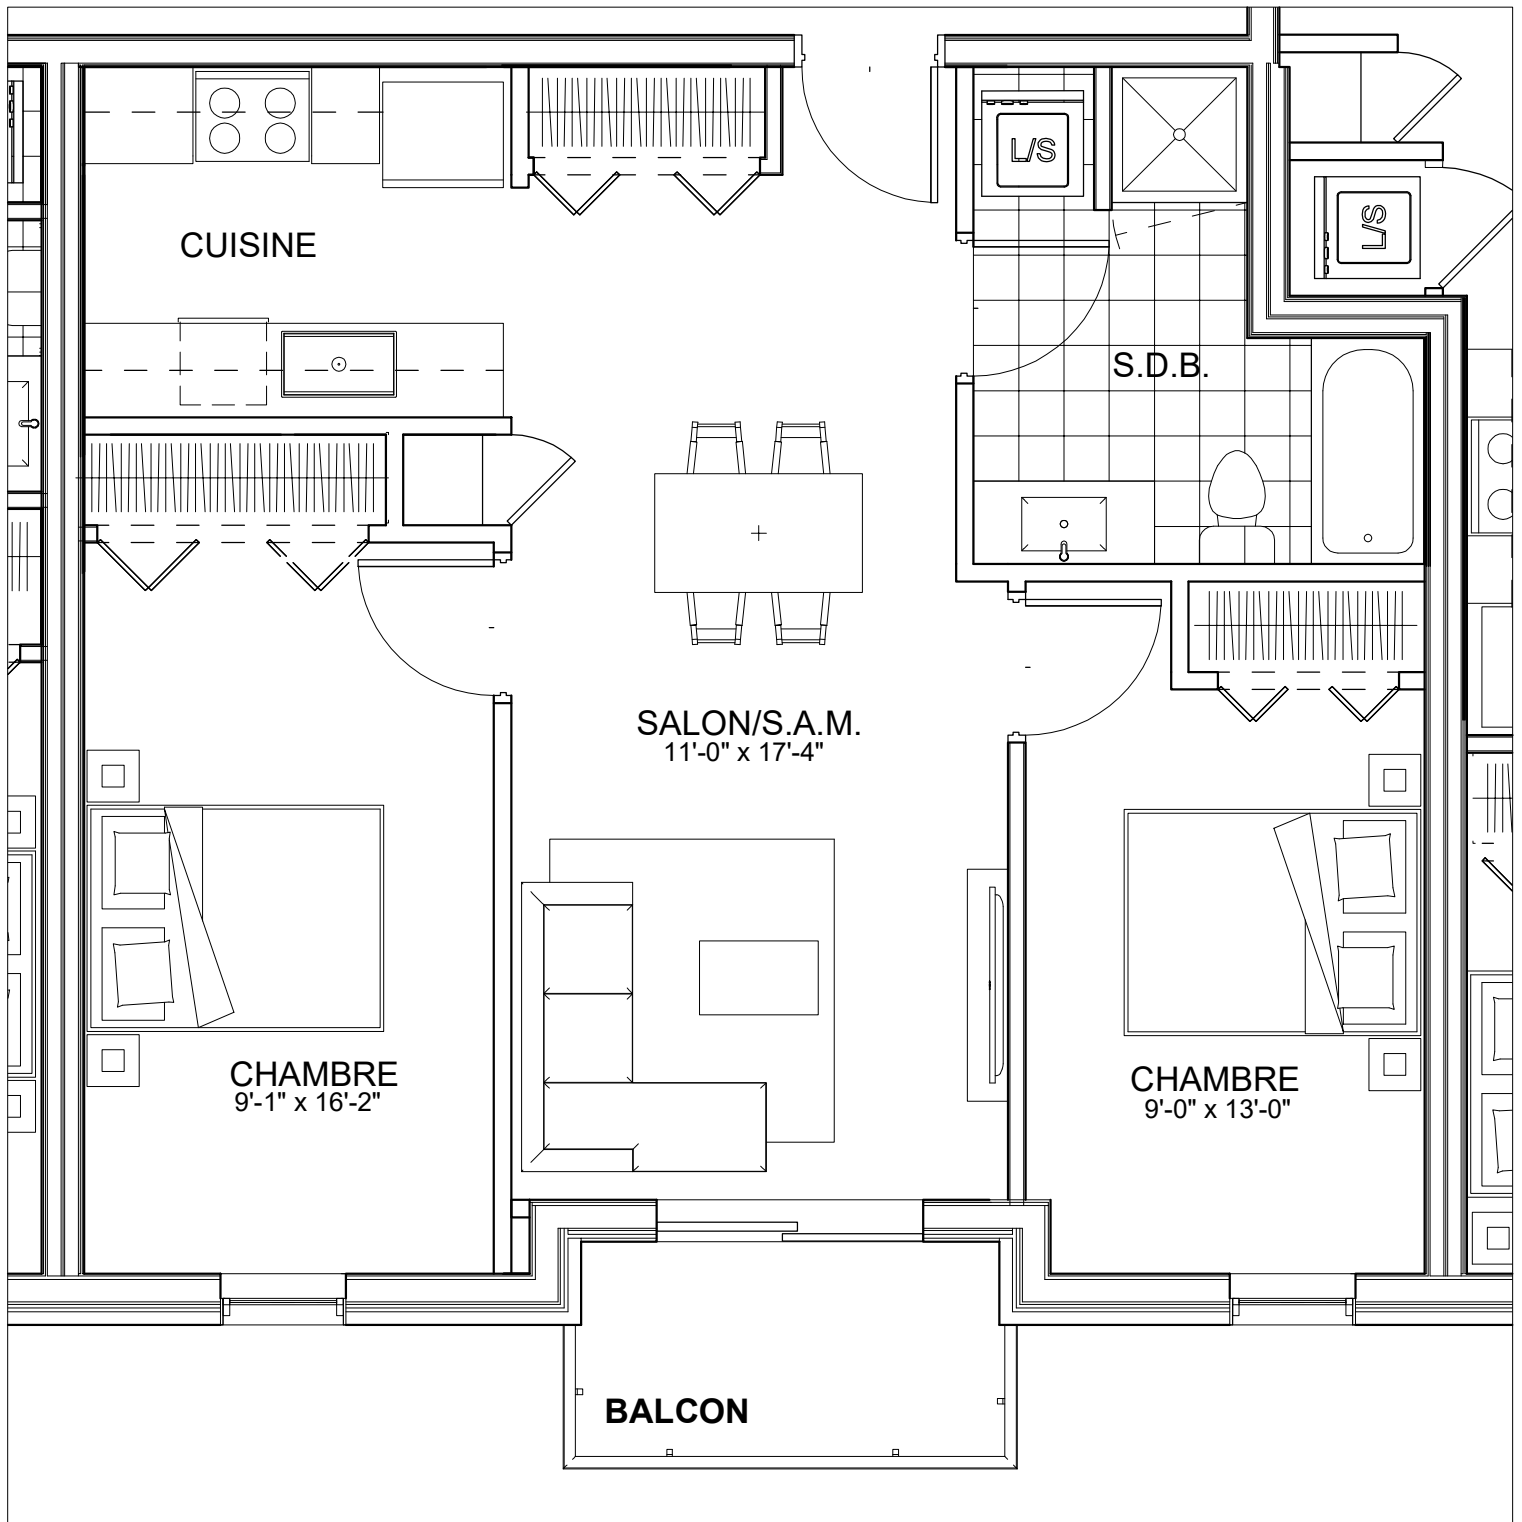 L/S
L/S
CUISINE
S.D.B.
SALON/S.A.M.
11'-0" x 17'-4"
CHAMBRE
9'-1" x 16'-2"
CHAMBRE
9'-0" x 13'-0"
BALCON